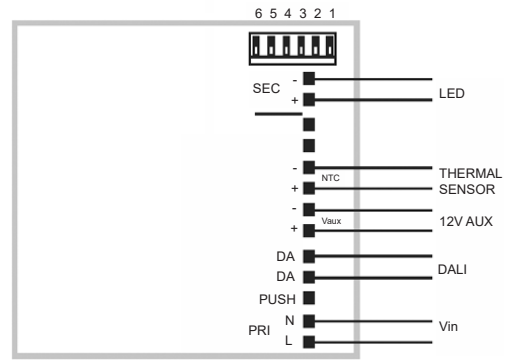 6 5 4 3 2 1
SEC
-
+
LED
-
NTC
+
THERMAL
SENSOR
-
Vaux
+
12V AUX
DA
DA
DALI
PUSH
PRI
N
L
Vin